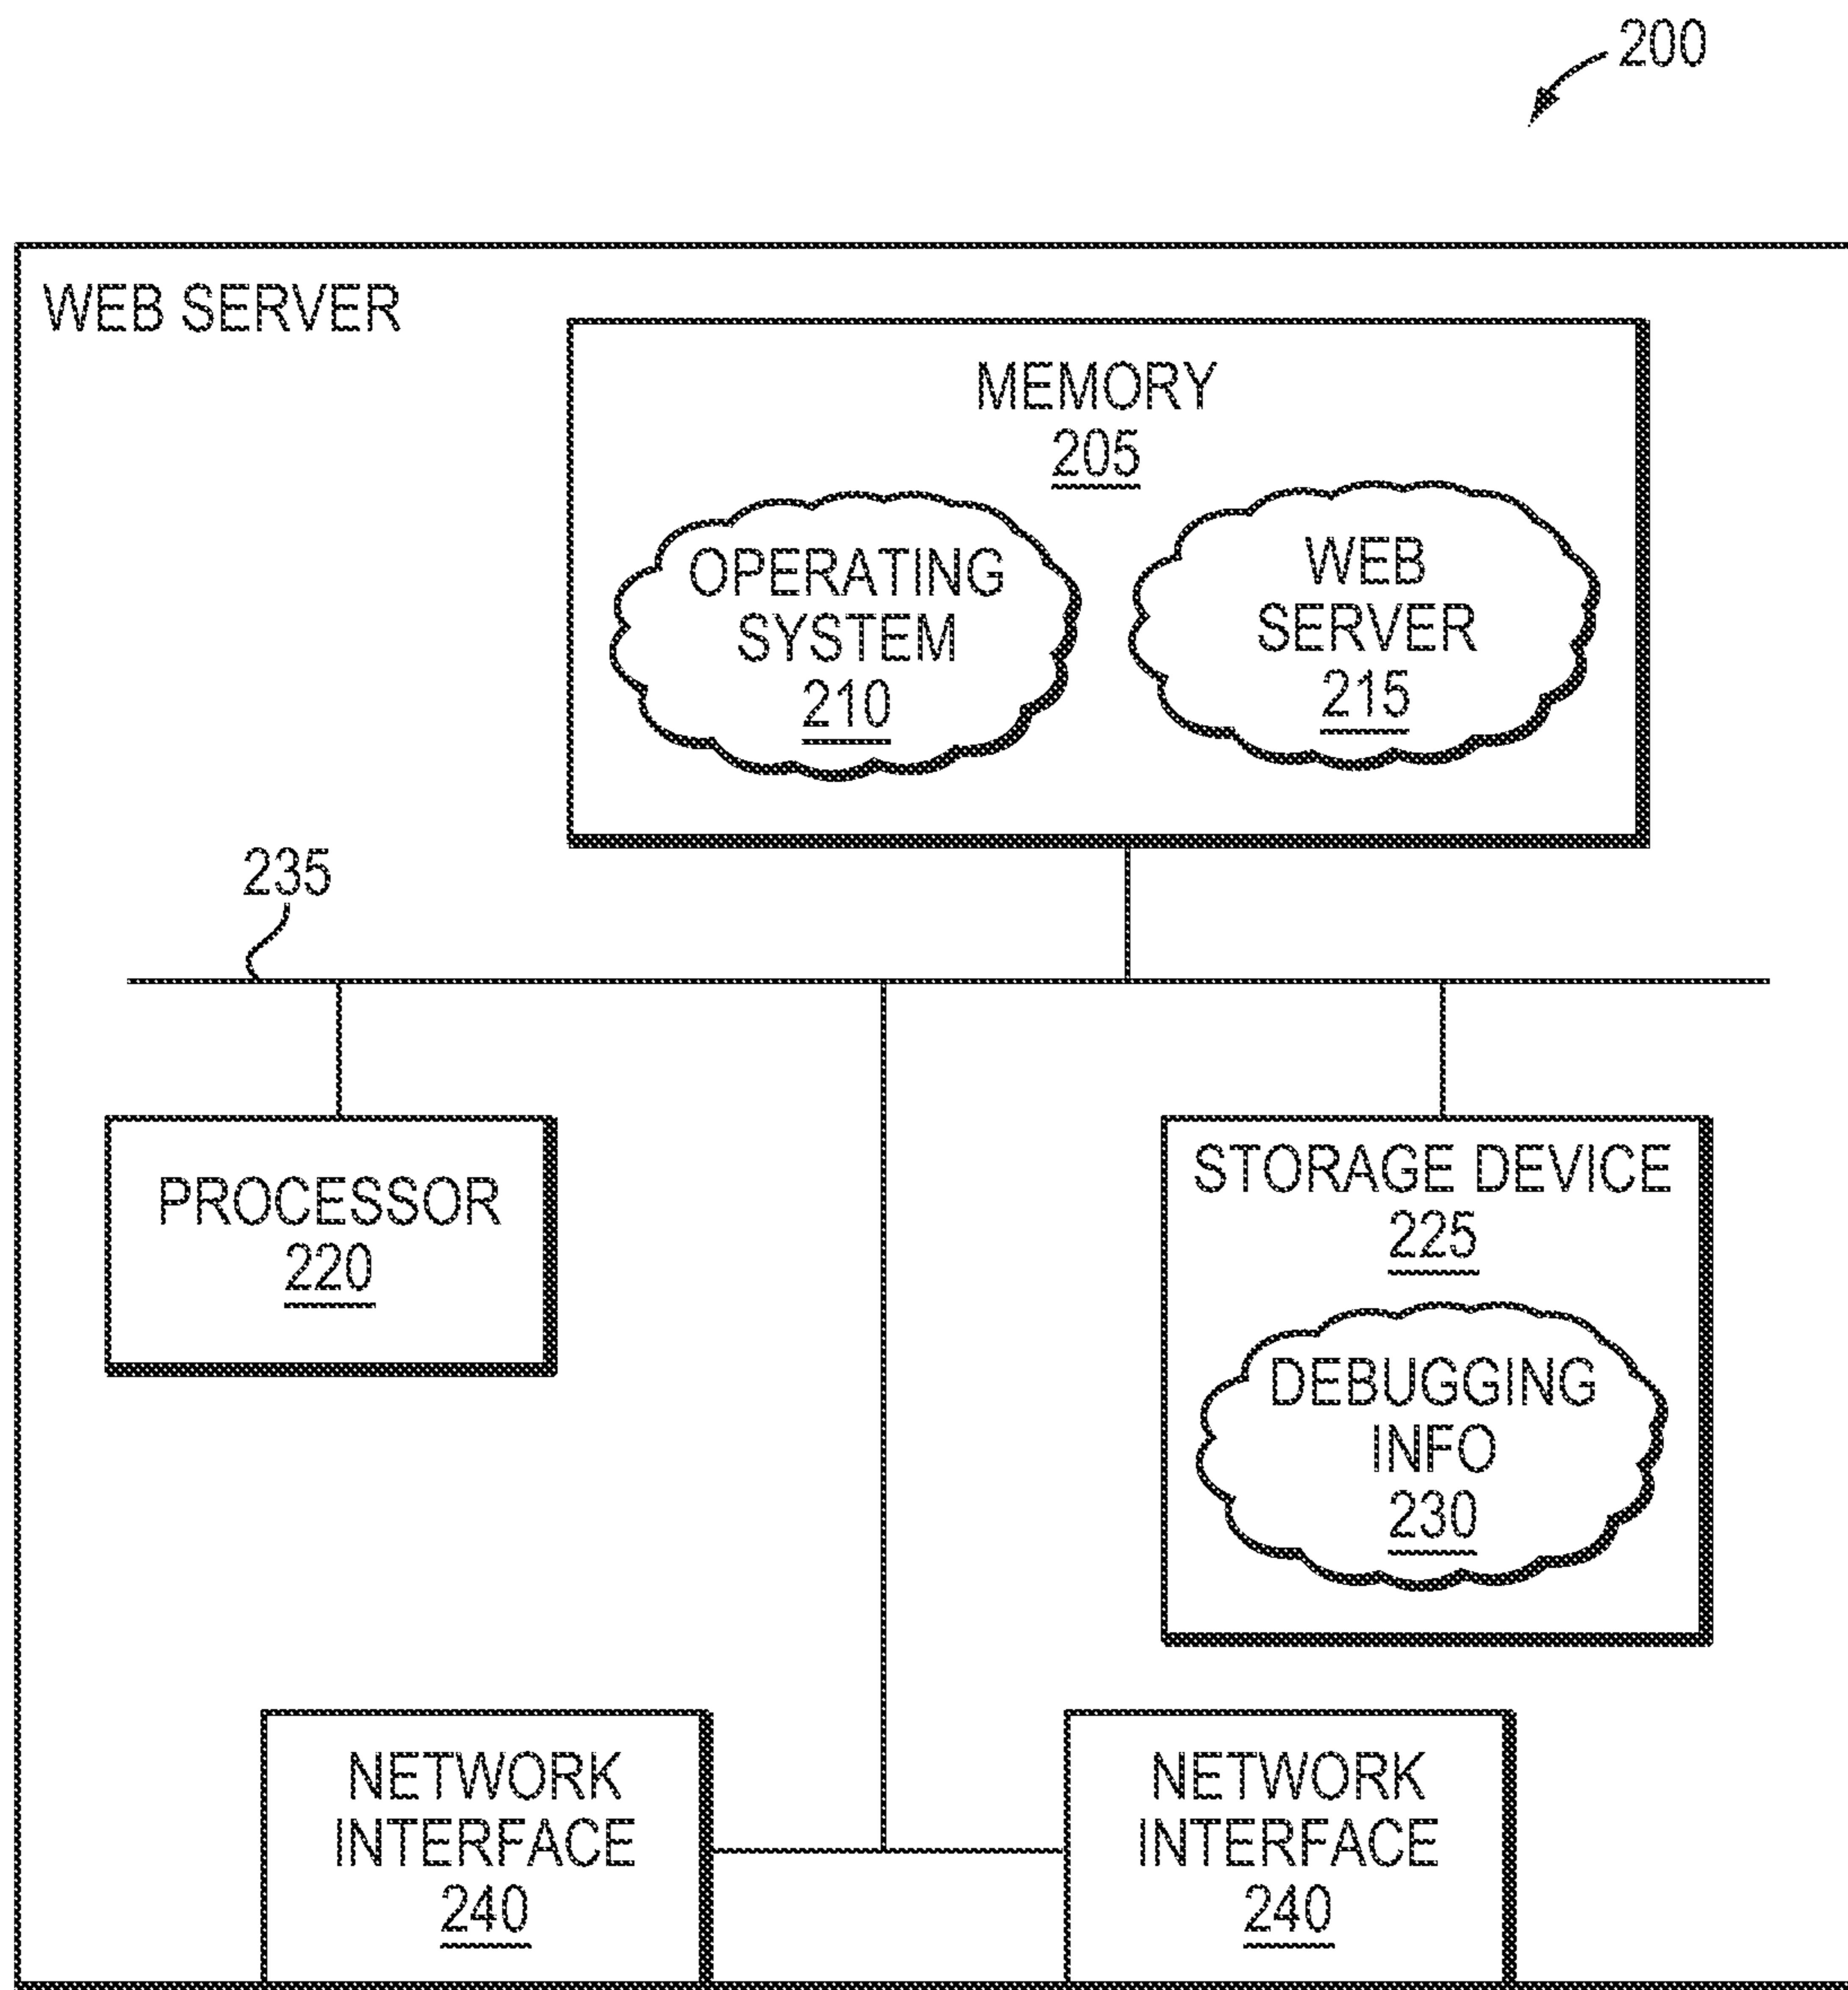 200
WEB SERVER
MEMORY
205
OPERATING
SYSTEM
210
WEB
SERVER
215
235
PROCESSOR
220
STORAGE DEVICE
225
DEBUGGING
INFO
230
NETWORK
INTERFACE
240
NETWORK
INTERFACE
240